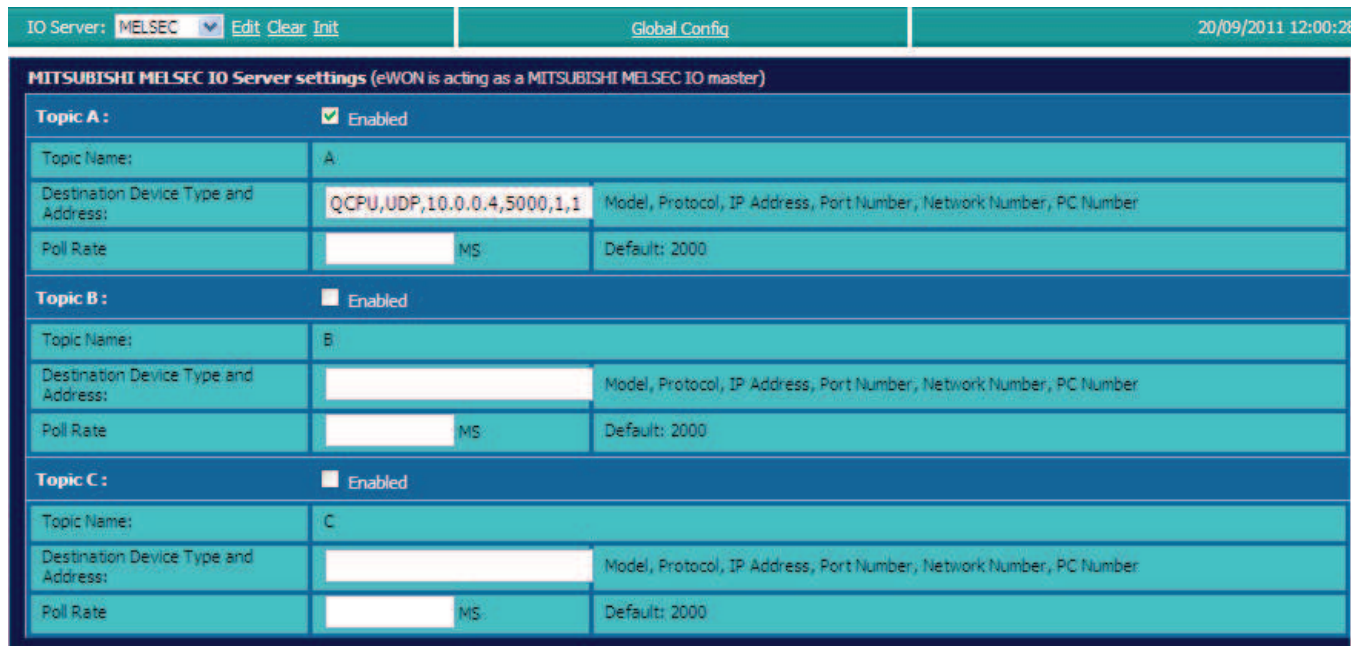 IO Server: MELSEC Edit Clear Init Global Config 20/09/2011 12:00:28
MITSUBISHI MELSEC IO Server settings (eWON is acting as a MITSUBISHI MELSEC IO master)
Topic A : Enabled
Topic Name: A
Destination Device Type and
Address: QCPU,UDP,10.0.0.4,5000,1,1 Model, Protocol, IP Address, Port Number, Network Number, PC Number
Poll Rate MS Default: 2000
Topic B : Enabled
Topic Name: B
Destination Device Type and
Address: Model, Protocol, IP Address, Port Number, Network Number, PC Number
Poll Rate MS Default: 2000
Topic C : Enabled
Topic Name: C
Destination Device Type and
Address: Model, Protocol, IP Address, Port Number, Network Number, PC Number
Poll Rate MS Default: 2000